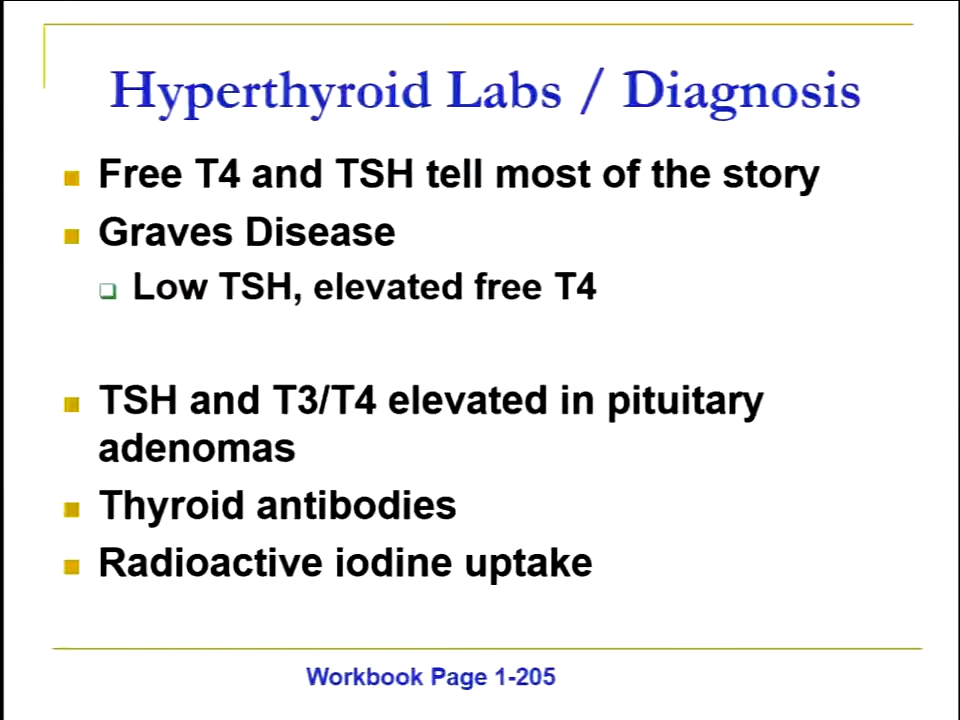 Hyperthyroid Labs / Diagnosis
Free T4 and TSH tell most of the story
Graves Disease
Low TSH, elevated free T4
TSH and T3/T4 elevated in pituitary
adenomas
Thyroid antibodies
Radioactive iodine uptake
Workbook Page 1-205